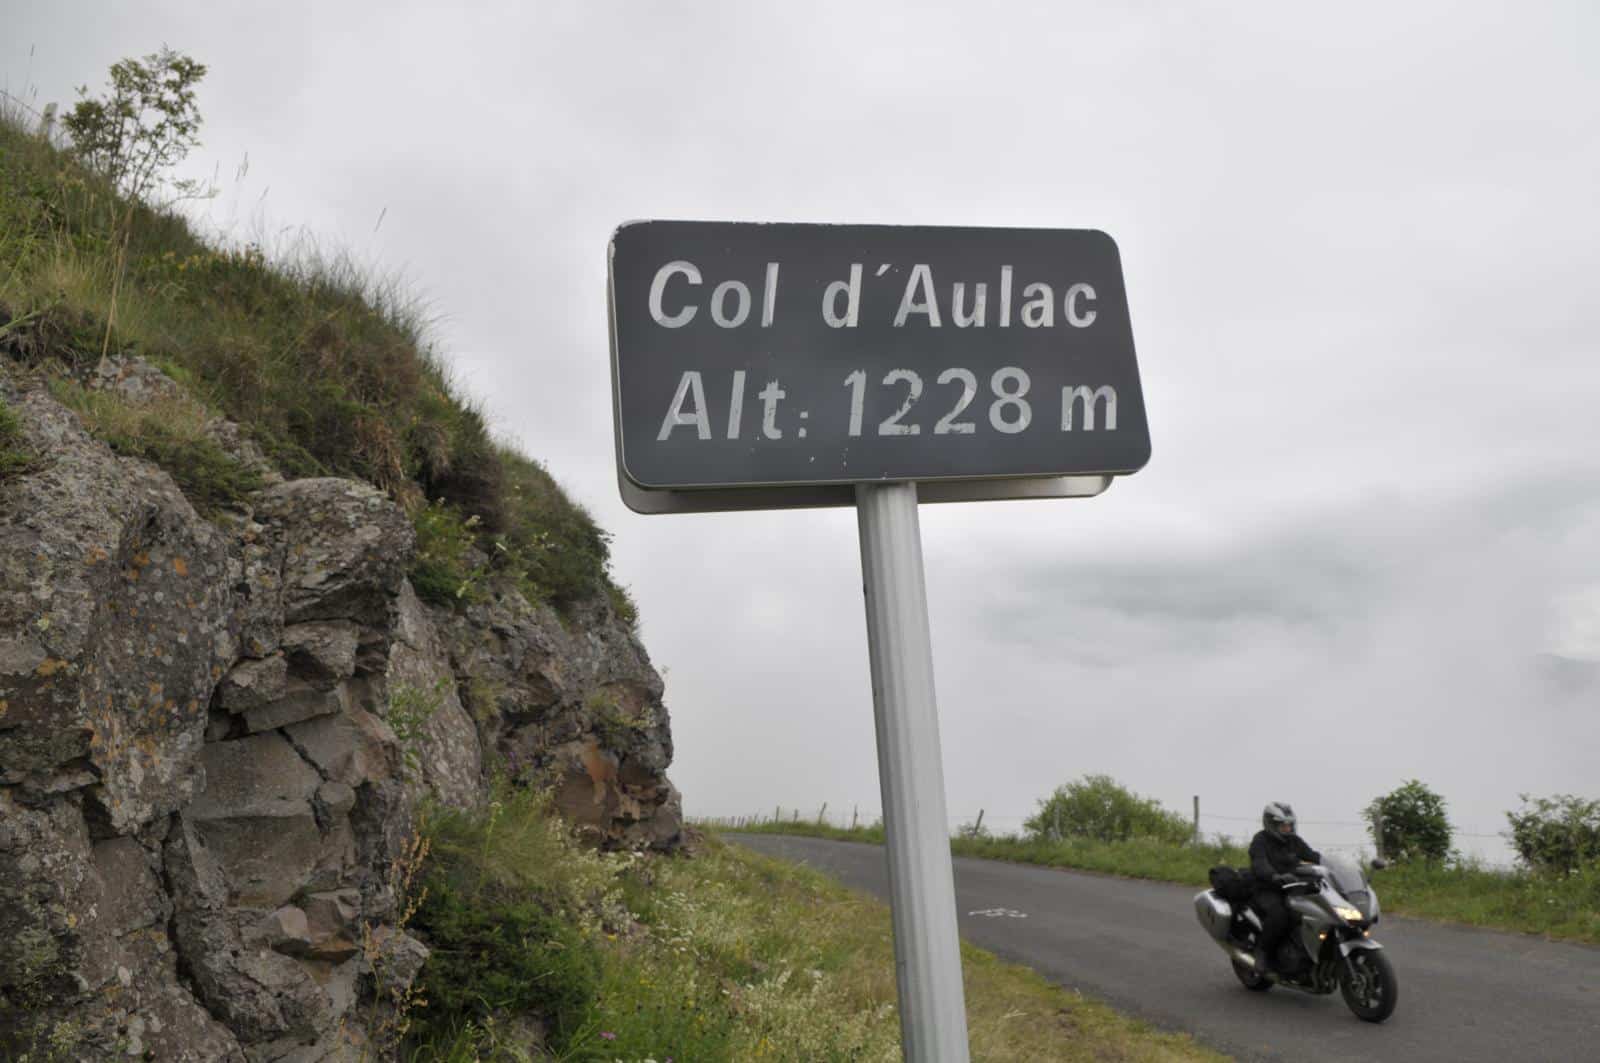 Col d'Aulac
Alt: 1228 m